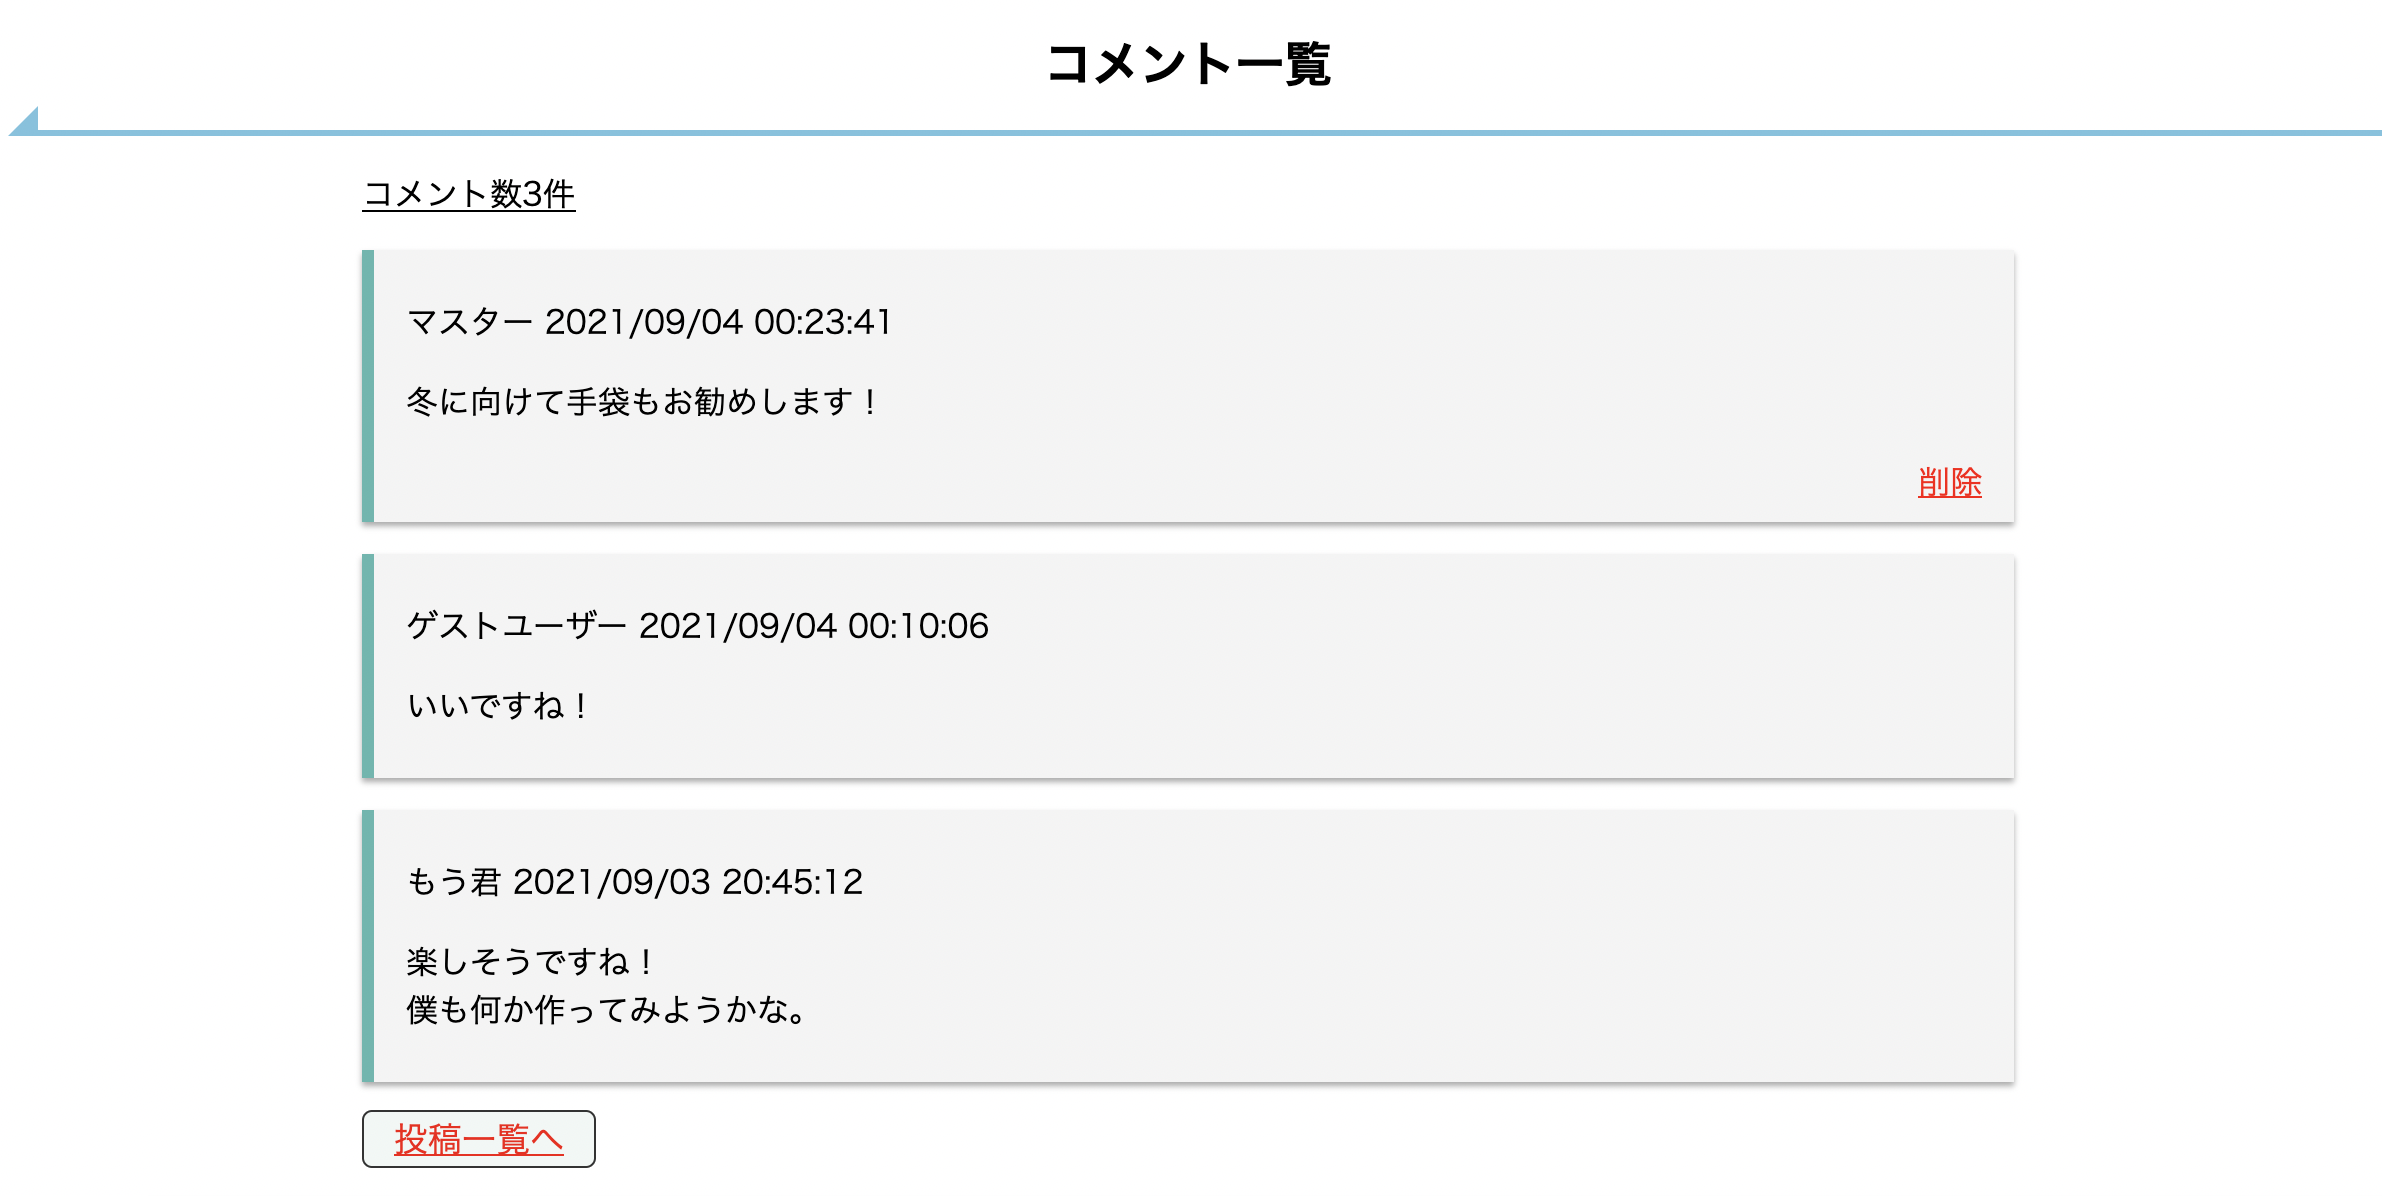 コメント一覧
コメント数3件
マスター 2021/09/04 00:23:41
冬に向けて手袋もお勧めします！
削除
ゲストユーザー 2021/09/04 00:10:06
いいですね！
もう君 2021/09/03 20:45:12
楽しそうですね！
僕も何か作ってみようかな。
投稿一覧へ